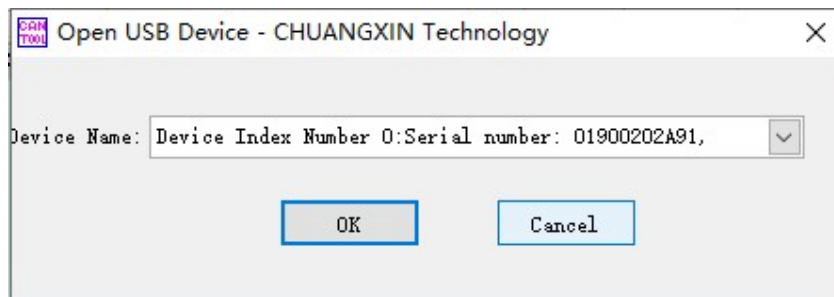 CAN
TOOL
Open USB Device - CHUANGXIN Technology
Device Name:
Device Index Number 0:Serial number: 01900202A91,
OK
Cancel